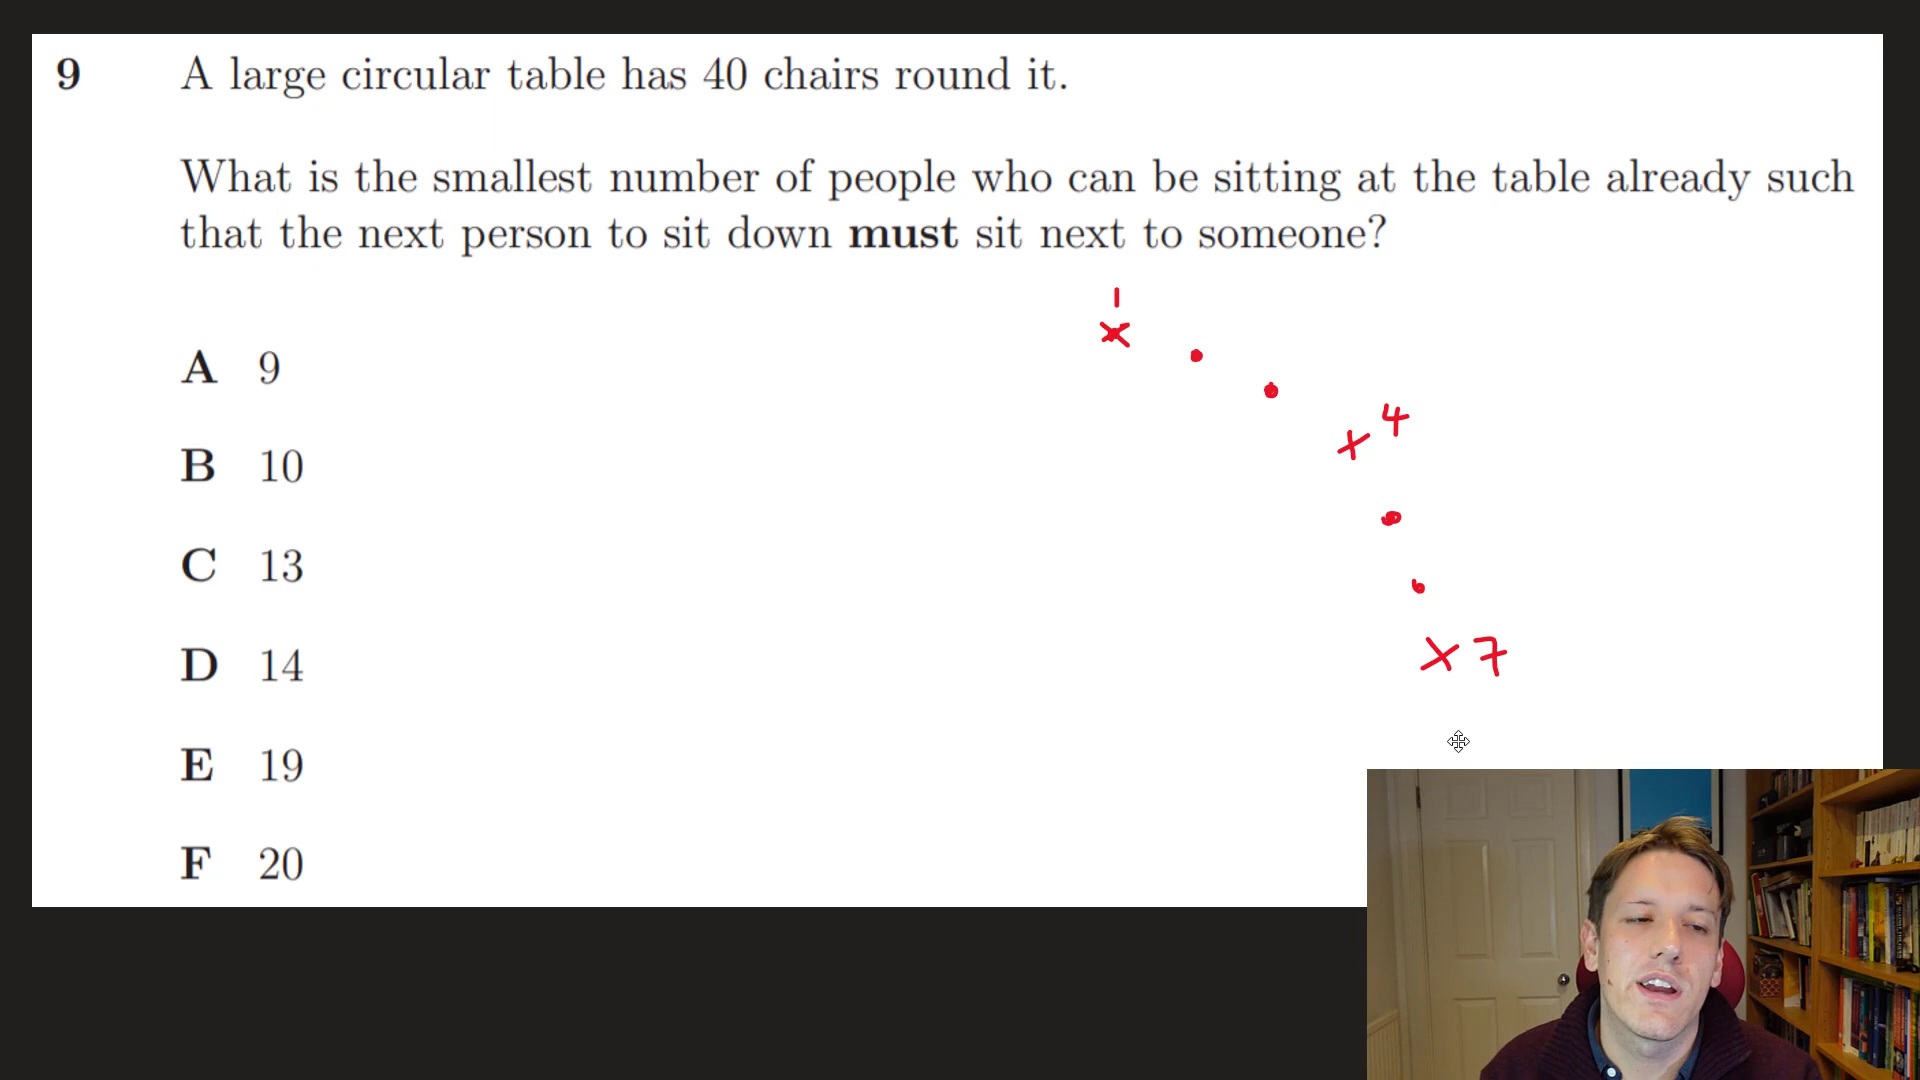 9 A large circular table has 40 chairs round it.
What is the smallest number of people who can be sitting at the table already such
that the next person to sit down must sit next to someone?
1
A 9
4
B 10
C 13
7
D 14
E 19
F 20